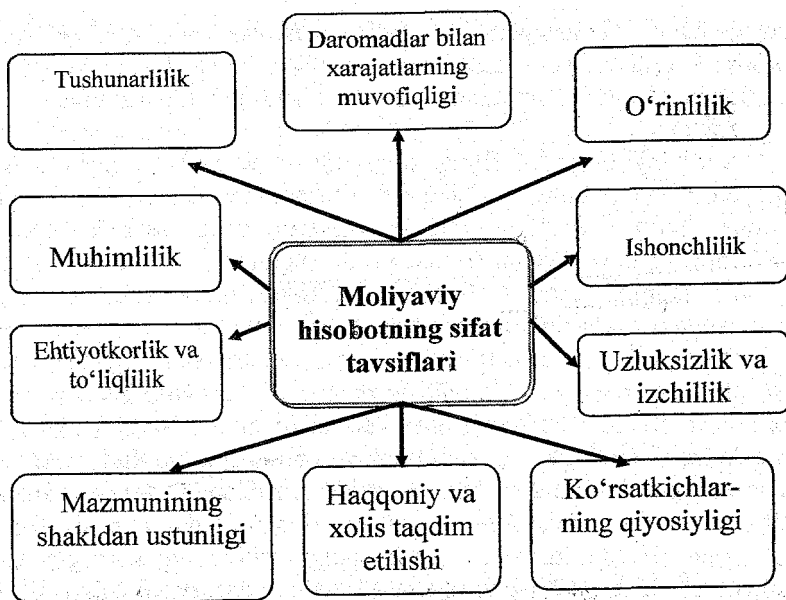 Tushunarlilik
Daromadlar bilan
xarajatlarning
muvofiqligi
O‘rinlilik
Muhimlilik
Ishonchlilik
Moliyaviy
hisobotning sifat
tavsiflari
Ehtiyotkorlik va
to‘liqlilik
Uzluksizlik va
izchillik
Mazmunining
shakldan ustunligi
Haqqoniy va
xolis taqdim
etilishi
Ko‘rsatkichlar-
ning qiyosiyligi